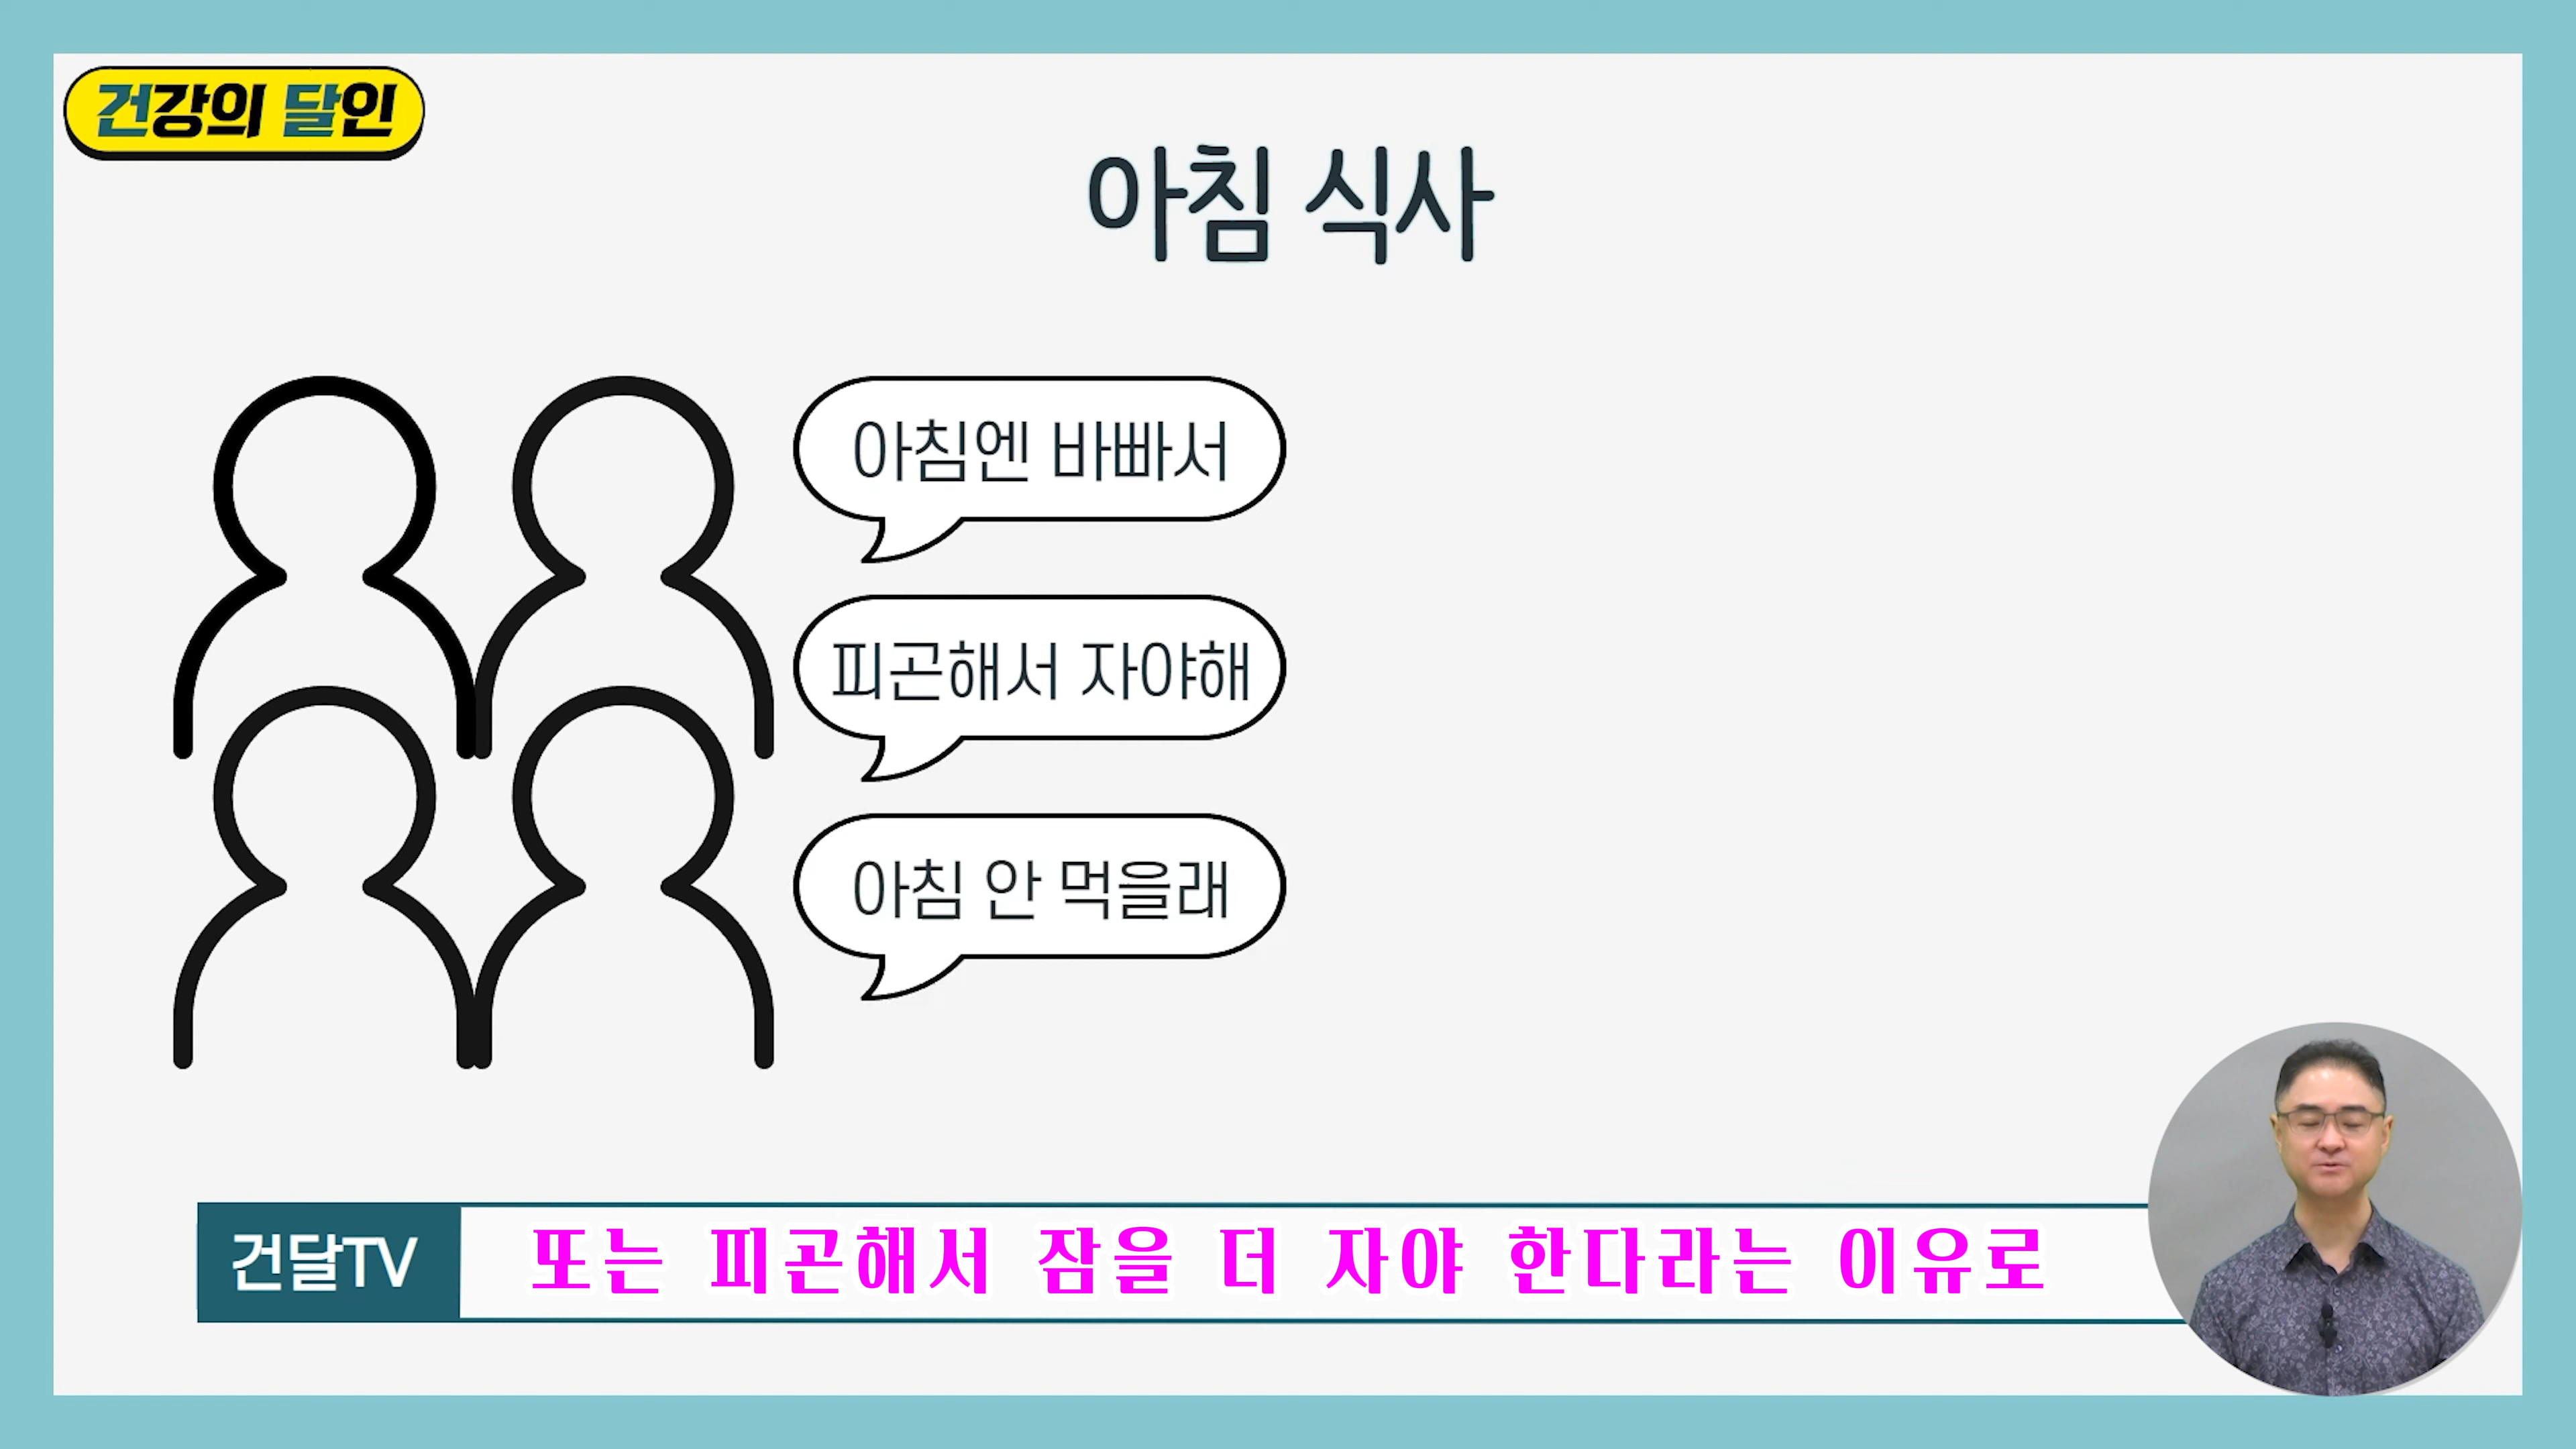 건강의 달인
아침 식사
아침엔 바빠서
피곤해서 자야해
아침 안 먹을래
건달TV
또는 피곤해서 잠을 더 자야 한다라는 이유로